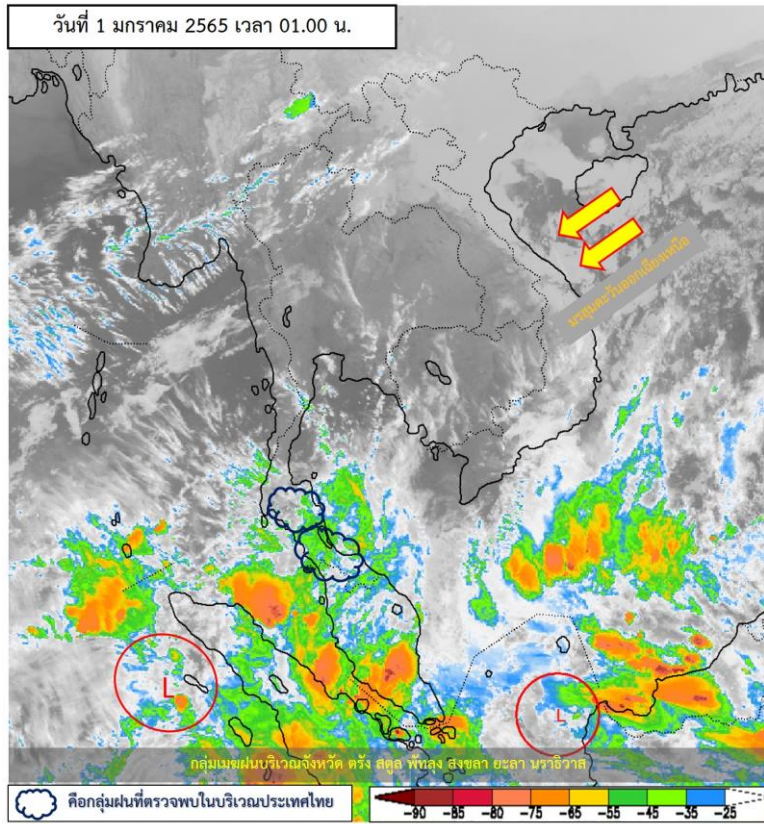 วันที่ 1 มกราคม 2565 เวลา 01.00 น.
มรสุมตะวันออกเฉียงเหนือ
L
L
กลุ่มเมฆฝนบริเวณจังหวัด ตรัง สตูล พัทลุง สงขลา ยะลา นราธิวาส
คือกลุ่มฝนที่ตรวจพบในบริเวณประเทศไทย
-90 -85 -80 -75 -65 -55 -45 -35 -25